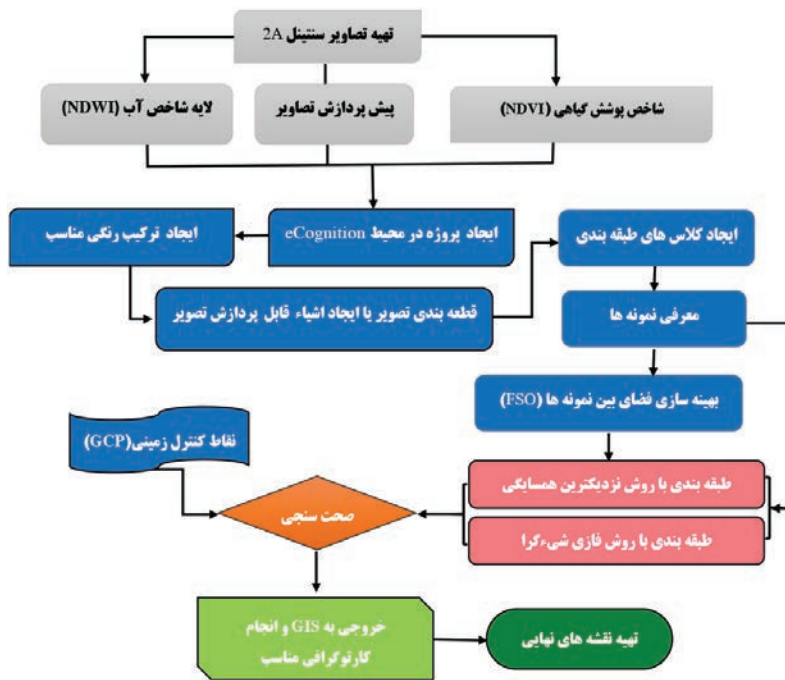 تهیه تصاویر سنتینل 2A
شاخص پوشش گیاهی (NDVI)
پیش پردازش تصاویر
لایه شاخص آب (NDWI)
ایجاد کلاس های طبقه بندی
ایجاد پروژه در محیط eCognition
ایجاد ترکیب رنگی مناسب
قطعه بندی تصویر یا ایجاد اشیاء قابل پردازش تصویر
معرفی نمونه ها
بهینه سازی فضای بین نمونه ها (FSO)
نقاط کنترل زمینی(GCP)
طبقه بندی با روش نزدیکترین همسایگی
صحت سنجی
طبقه بندی با روش فازی شیءگرا
خروجی به GIS و انجام
کارتوگرافی مناسب
تهیه نقشه های نهایی